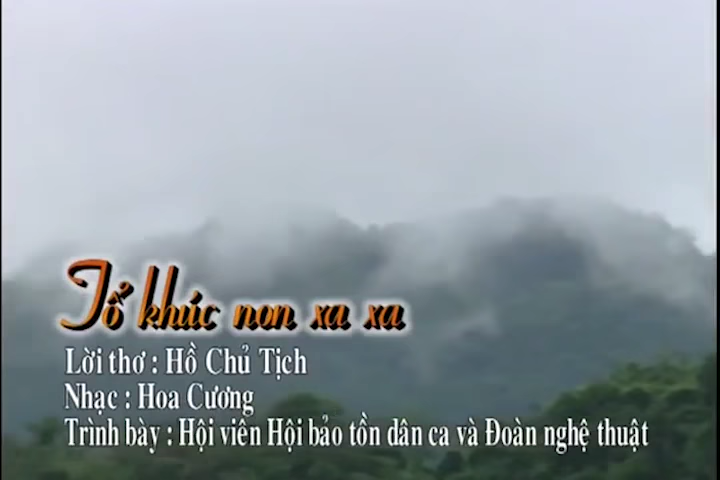 Tổ khúc non xa xa
Lời thơ : Hồ Chủ Tịch
Nhạc : Hoa Cương
Trình bày : Hội viên Hội bảo tồn dân ca và Đoàn nghệ thuật